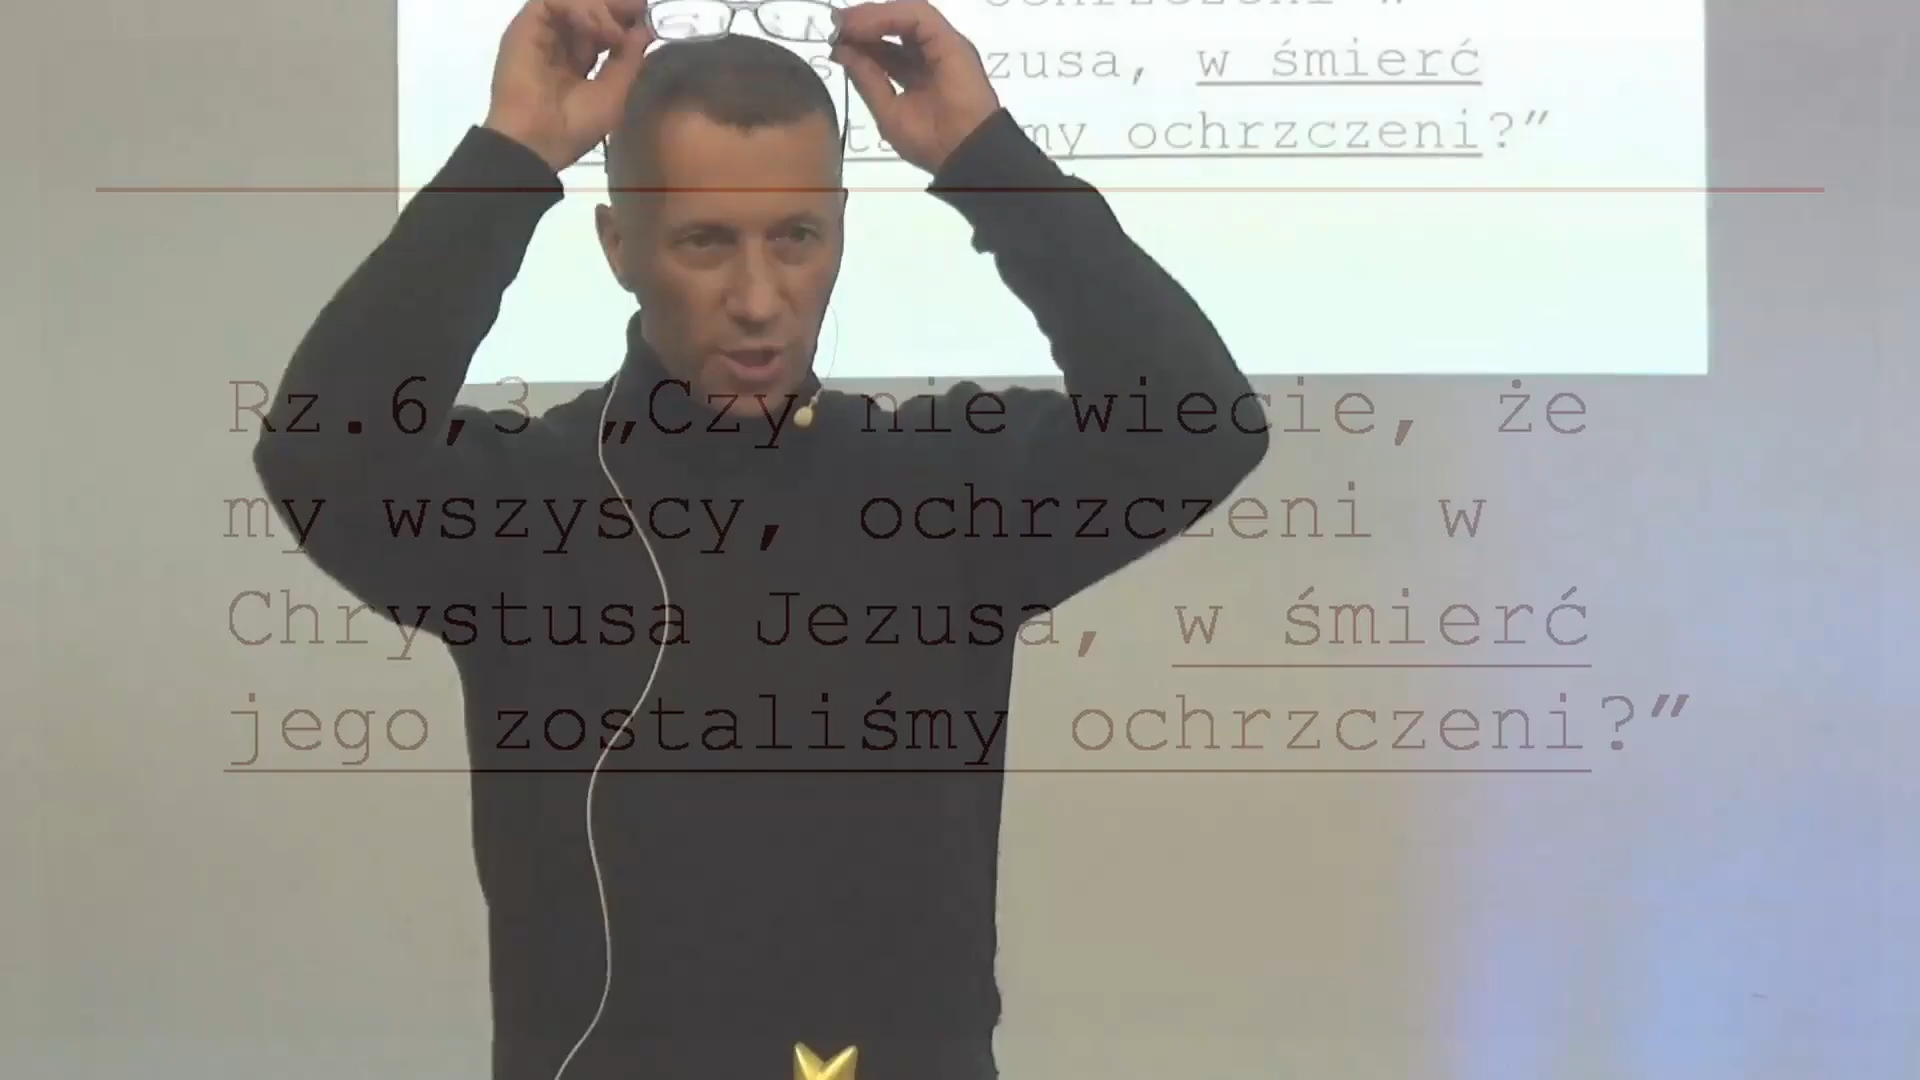 ochrzczeni w
zusa, w śmierć
my ochrzczeni?”
Rz.6,3 „Czy nie wiecie, że
my wszyscy, ochrzczeni w
Chrystusa Jezusa, w śmierć
jego zostaliśmy ochrzczeni?”